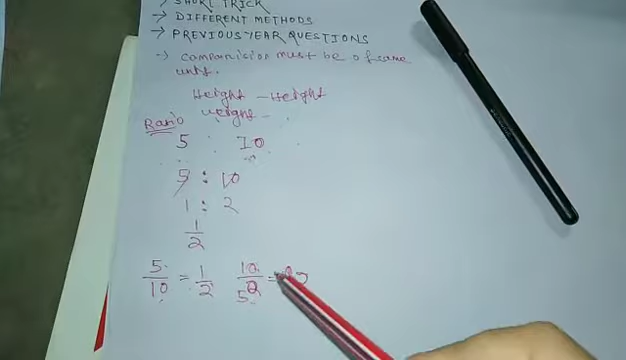 → SHORT TRICK
→ DIFFERENT METHODS
→ PREVIOUS YEAR QUESTIONS
→ comparision must be of same
unit.
Height - Height
weight -
Ratio
5 : 10
5 : 10
1 : 2
1/2
5/10 = 1/2 10/5 =